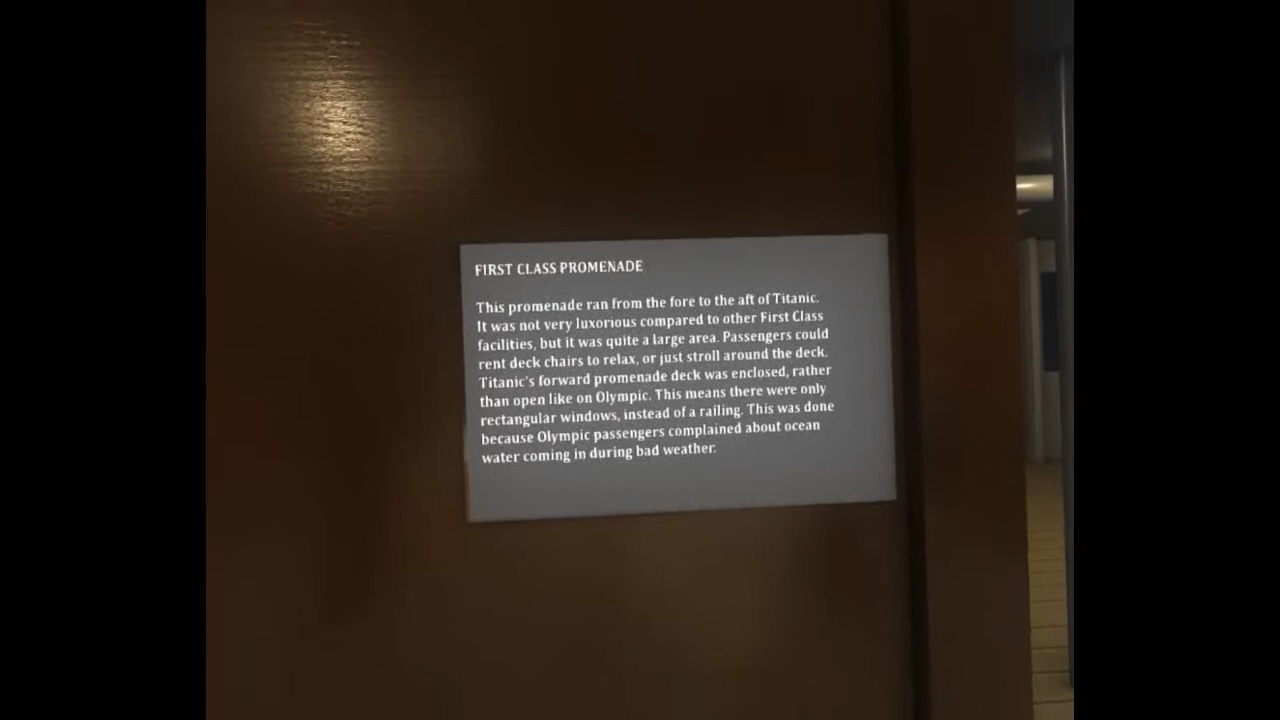 FIRST CLASS PROMENADE
This promenade ran from the fore to the aft of Titanic.
It was not very luxorious compared to other First Class
facilities, but it was quite a large area. Passengers could
rent deck chairs to relax, or just stroll around the deck.
Titanic's forward promenade deck was enclosed, rather
than open like on Olympic. This means there were only
rectangular windows, instead of a railing. This was done
because Olympic passengers complained about ocean
water coming in during bad weather.